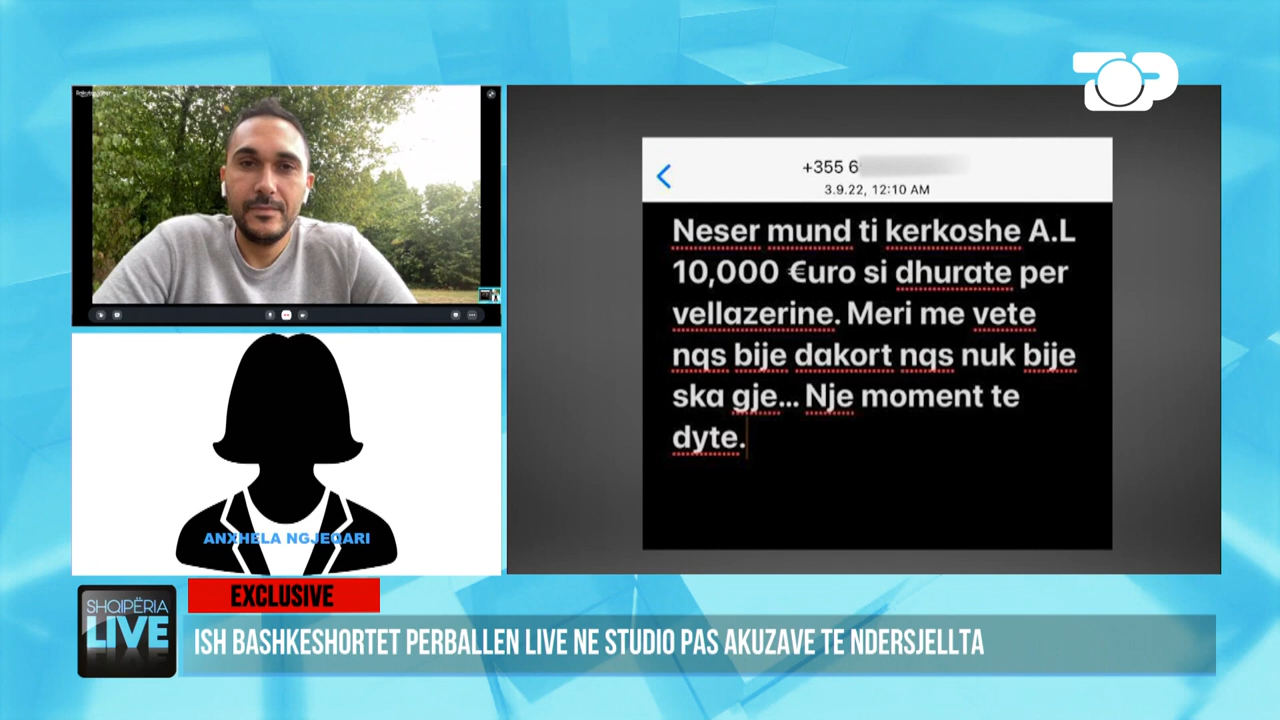 TOP
+355 6
3.9.22, 12:10 AM
Neser mund ti kerkoshe A.L
10,000 €uro si dhurate per
vellazerine. Meri me vete
nqs bije dakort nqs nuk bije
ska gje... Nje moment te
dyte.
ANXHELA NGJEQARI
EXCLUSIVE
SHQIPËRIA
LIVE
ISH BASHKESHORTET PERBALLEN LIVE NE STUDIO PAS AKUZAVE TE NDERSJELLTA